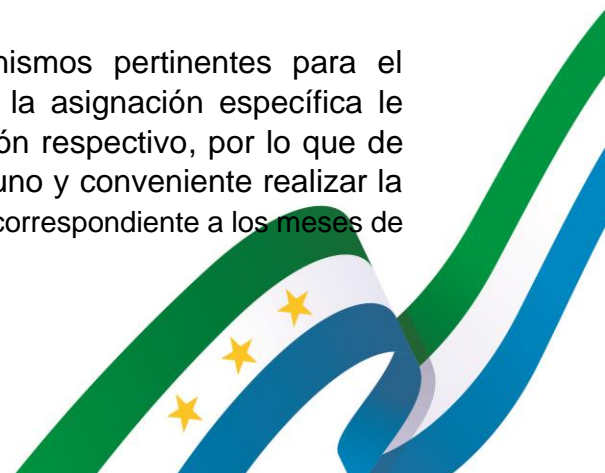 nismos pertinentes para el
la asignación específica le
ón respectivo, por lo que de
uno y conveniente realizar la
correspondiente a los meses de